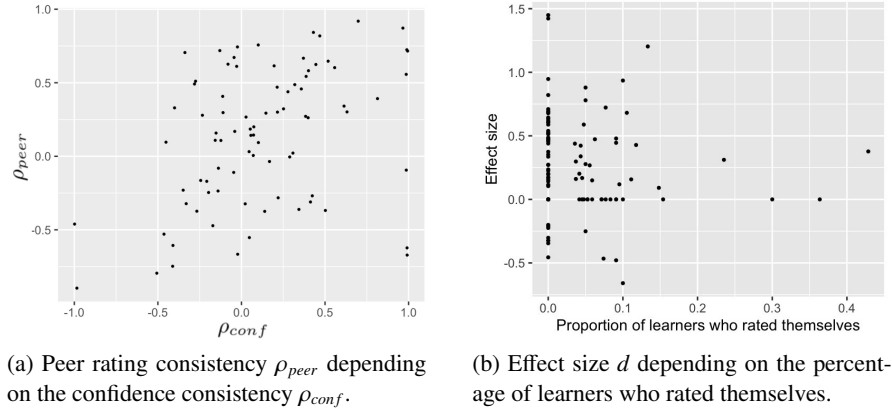 1.0
0.5
0.0
-0.5
-1.0 -0.5 0.0 0.5 1.0
ρpeer
ρconf
1.5
1.0
0.5
0.0
-0.5
0.0 0.1 0.2 0.3 0.4
Effect size
Proportion of learners who rated themselves
(a) Peer rating consistency ρpeer depending
on the confidence consistency ρconf.
(b) Effect size d depending on the percent-
age of learners who rated themselves.